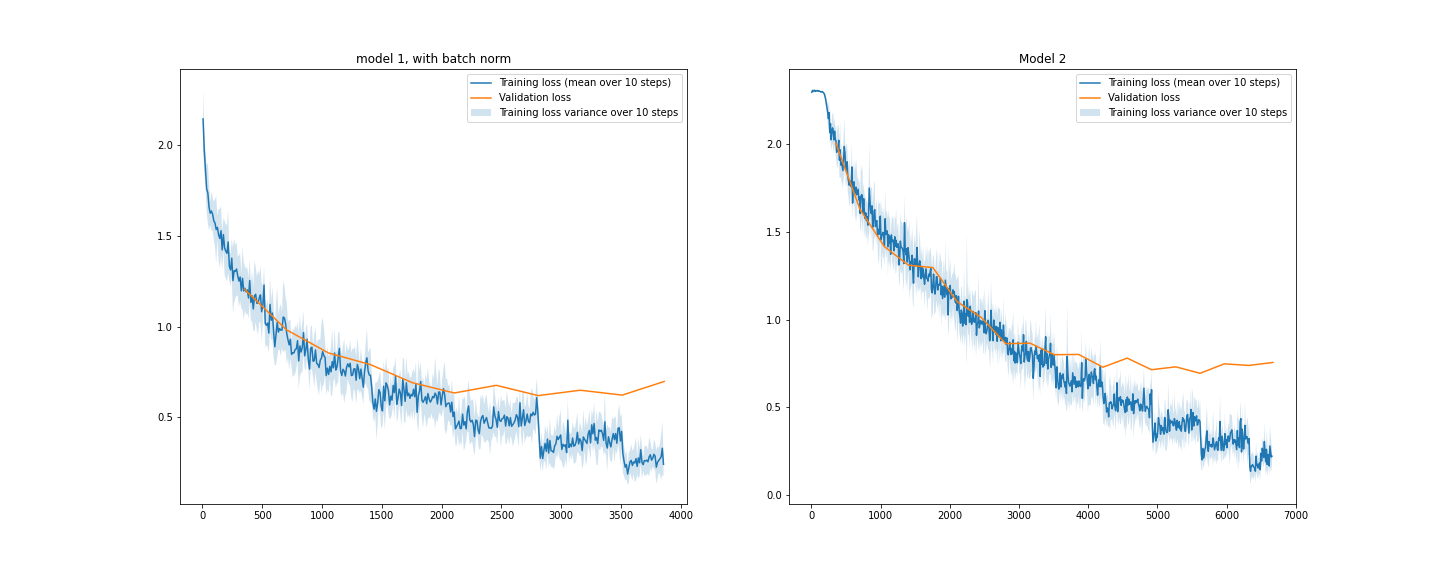 model 1, with batch norm
Training loss (mean over 10 steps)
Validation loss
Training loss variance over 10 steps
2.0
1.5
1.0
0.5
0 500 1000 1500 2000 2500 3000 3500 4000
Model 2
Training loss (mean over 10 steps)
Validation loss
Training loss variance over 10 steps
2.0
1.5
1.0
0.5
0.0
0 1000 2000 3000 4000 5000 6000 7000